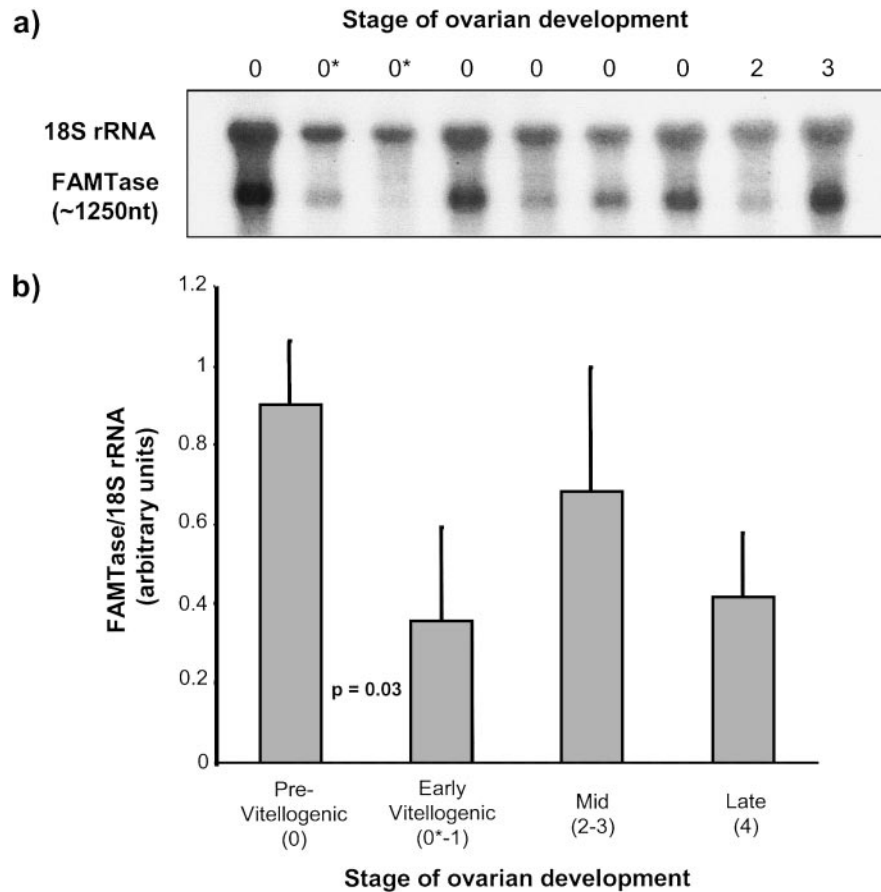 a)
Stage of ovarian development
0 0* 0* 0 0 0 0 2 3
18S rRNA
FAMTase
(~1250nt)
b)
1.2
1
0.8
0.6
0.4
0.2
0
FAMTase/18S rRNA
(arbitrary units)
p = 0.03
Pre-
Vitellogenic
(0)
Early
Vitellogenic
(0*-1)
Mid
(2-3)
Late
(4)
Stage of ovarian development